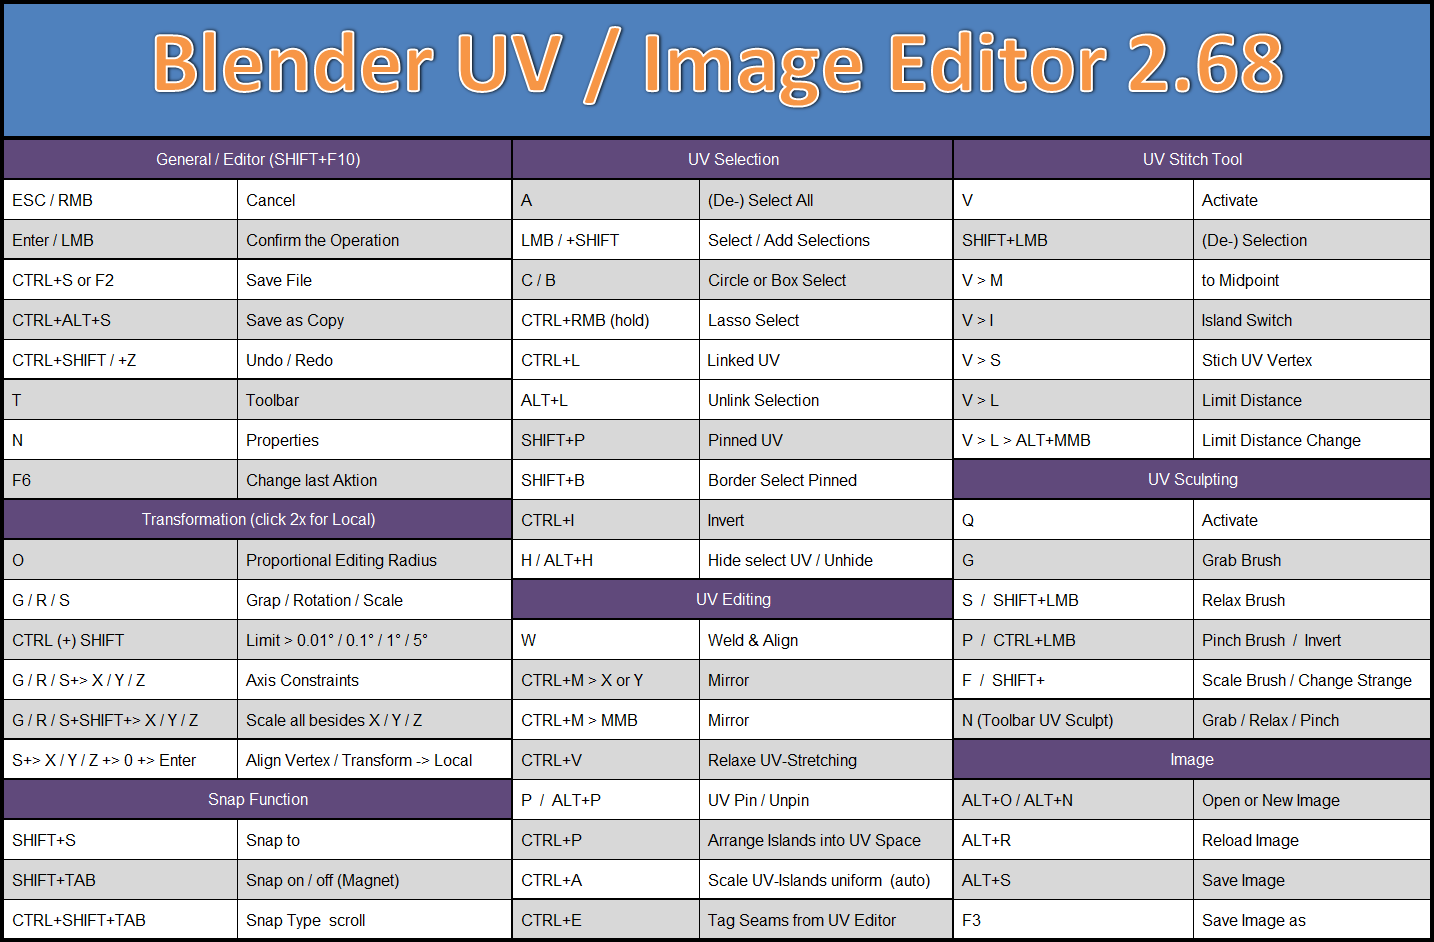 Blender UV / Image Editor 2.68
General / Editor (SHIFT+F10)
ESC / RMB Cancel
Enter / LMB Confirm the Operation
CTRL+S or F2 Save File
CTRL+ALT+S Save as Copy
CTRL+SHIFT / +Z Undo / Redo
T Toolbar
N Properties
F6 Change last Aktion
Transformation (click 2x for Local)
O Proportional Editing Radius
G / R / S Grap / Rotation / Scale
CTRL (+) SHIFT Limit > 0.01° / 0.1° / 1° / 5°
G / R / S+> X / Y / Z Axis Constraints
G / R / S+SHIFT+> X / Y / Z Scale all besides X / Y / Z
S+> X / Y / Z +> 0 +> Enter Align Vertex / Transform -> Local
Snap Function
SHIFT+S Snap to
SHIFT+TAB Snap on / off (Magnet)
CTRL+SHIFT+TAB Snap Type scroll
UV Selection
A (De-) Select All
LMB / +SHIFT Select / Add Selections
C / B Circle or Box Select
CTRL+RMB (hold) Lasso Select
CTRL+L Linked UV
ALT+L Unlink Selection
SHIFT+P Pinned UV
SHIFT+B Border Select Pinned
CTRL+I Invert
H / ALT+H Hide select UV / Unhide
UV Editing
W Weld & Align
CTRL+M > X or Y Mirror
CTRL+M > MMB Mirror
CTRL+V Relaxe UV-Stretching
P / ALT+P UV Pin / Unpin
CTRL+P Arrange Islands into UV Space
CTRL+A Scale UV-Islands uniform (auto)
CTRL+E Tag Seams from UV Editor
UV Stitch Tool
V Activate
SHIFT+LMB (De-) Selection
V > M to Midpoint
V > I Island Switch
V > S Stich UV Vertex
V > L Limit Distance
V > L > ALT+MMB Limit Distance Change
UV Sculpting
Q Activate
G Grab Brush
S / SHIFT+LMB Relax Brush
P / CTRL+LMB Pinch Brush / Invert
F / SHIFT+ Scale Brush / Change Strange
N (Toolbar UV Sculpt) Grab / Relax / Pinch
Image
ALT+O / ALT+N Open or New Image
ALT+R Reload Image
ALT+S Save Image
F3 Save Image as